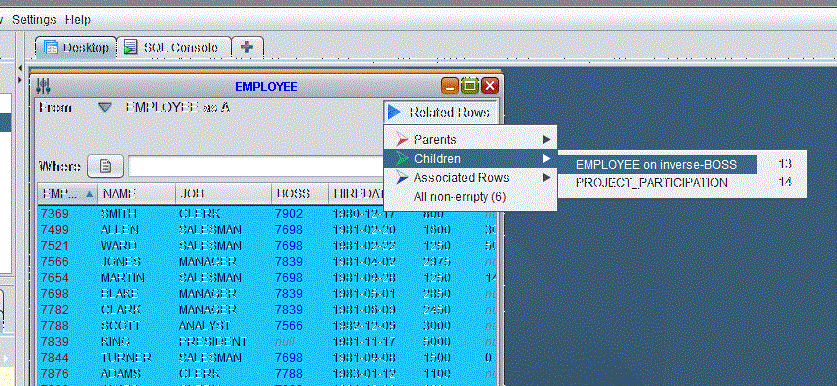 Settings Help
Desktop SQL Console
EMPLOYEE
From EMPLOYEE as A Related Rows
Parents
Children EMPLOYEE on inverse-BOSS 13
Associated Rows PROJECT_PARTICIPATION 14
All non-empty (6)
Where
EMP... NAME JOB BOSS HIREDAT
7369 SMITH CLERK 7902 1980-12-17 800
7499 ALLEN SALESMAN 7698 1981-02-20 1600
7521 WARD SALESMAN 7698 1981-02-22 1250
7566 JONES MANAGER 7839 1981-04-02 2975
7654 MARTIN SALESMAN 7698 1981-09-28 1250
7698 BLAKE MANAGER 7839 1981-05-01 2850
7782 CLARK MANAGER 7839 1981-06-09 2450
7788 SCOTT ANALYST 7566 1982-12-09 3000
7839 KING PRESIDENT null 1981-11-17 5000
7844 TURNER SALESMAN 7698 1981-09-08 1500 0
7876 ADAMS CLERK 7788 1983-01-12 1100